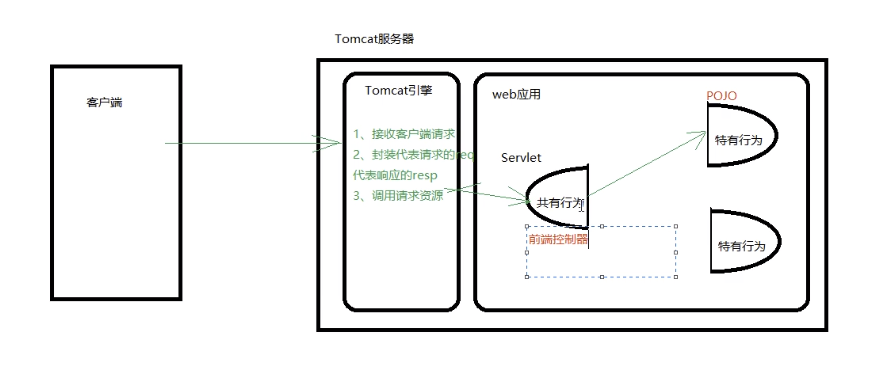 Tomcat服务器
客户端
Tomcat引擎
1、接收客户端请求
2、封装代表请求的req
代表响应的resp
3、调用请求资源
web应用
Servlet
共有行为
前端控制器
POJO
特有行为
特有行为